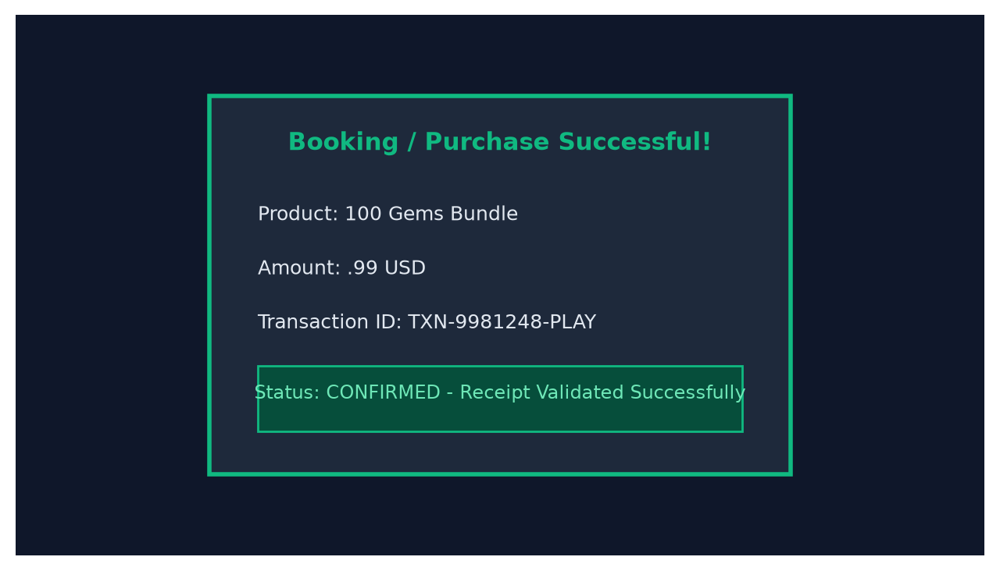 Booking / Purchase Successful!
Product: 100 Gems Bundle
Amount: .99 USD
Transaction ID: TXN-9981248-PLAY
Status: CONFIRMED - Receipt Validated Successfully